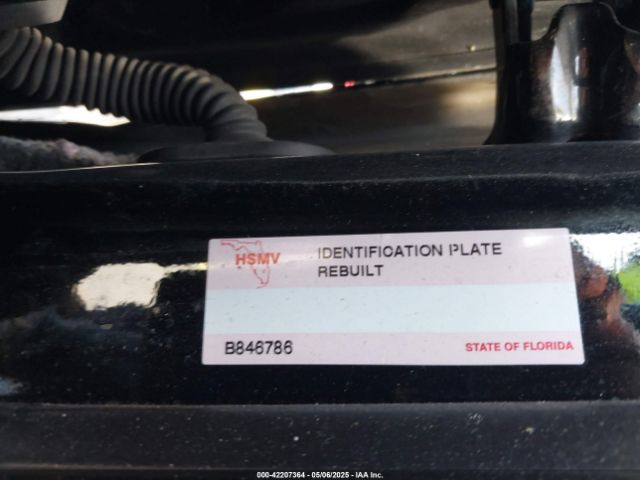 HSMV
IDENTIFICATION PLATE
REBUILT
B846786
STATE OF FLORIDA
000-42207364 - 05/06/2025 - IAA Inc.